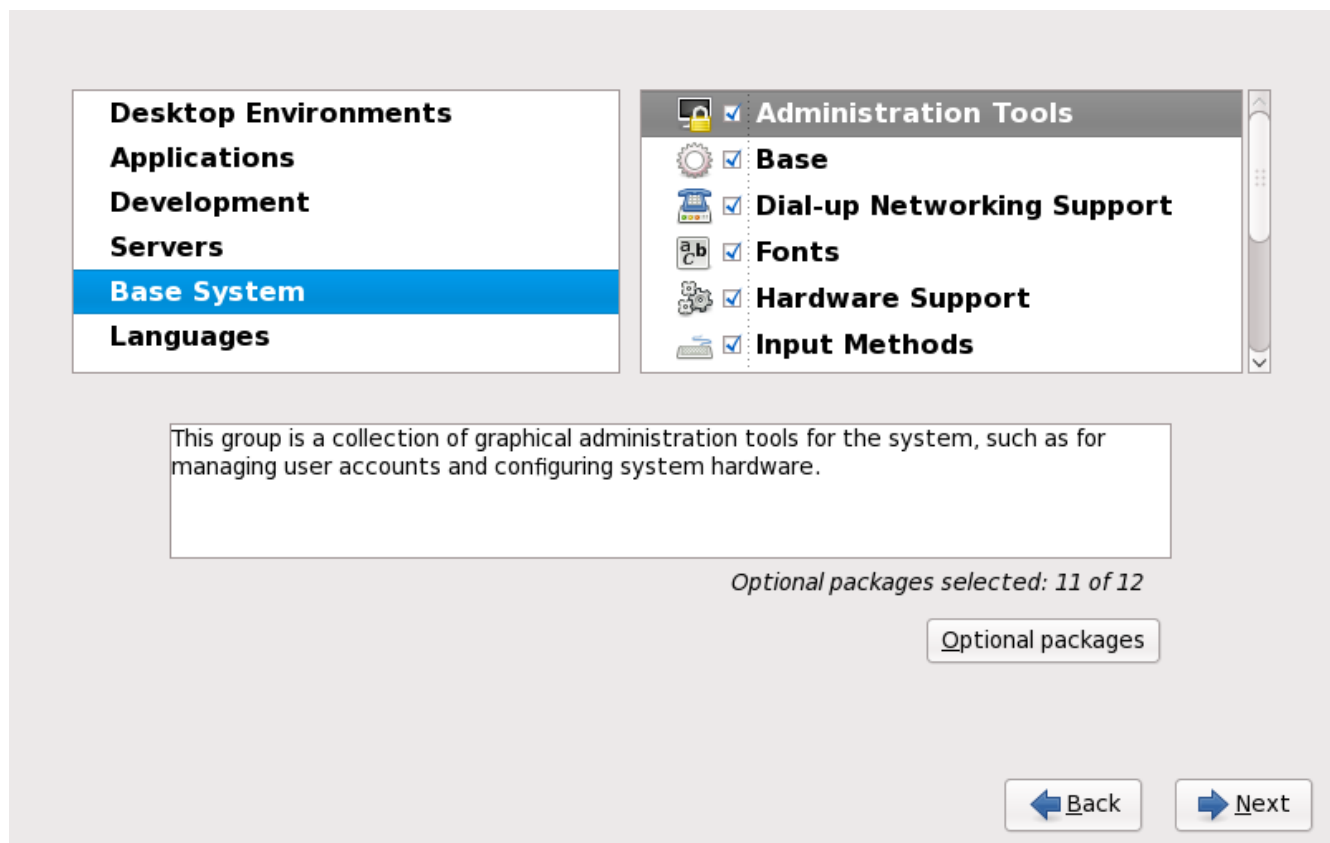 Desktop Environments
Applications
Development
Servers
Base System
Languages
Administration Tools
Base
Dial-up Networking Support
Fonts
Hardware Support
Input Methods
This group is a collection of graphical administration tools for the system, such as for
managing user accounts and configuring system hardware.
Optional packages selected: 11 of 12
Optional packages
Back
Next